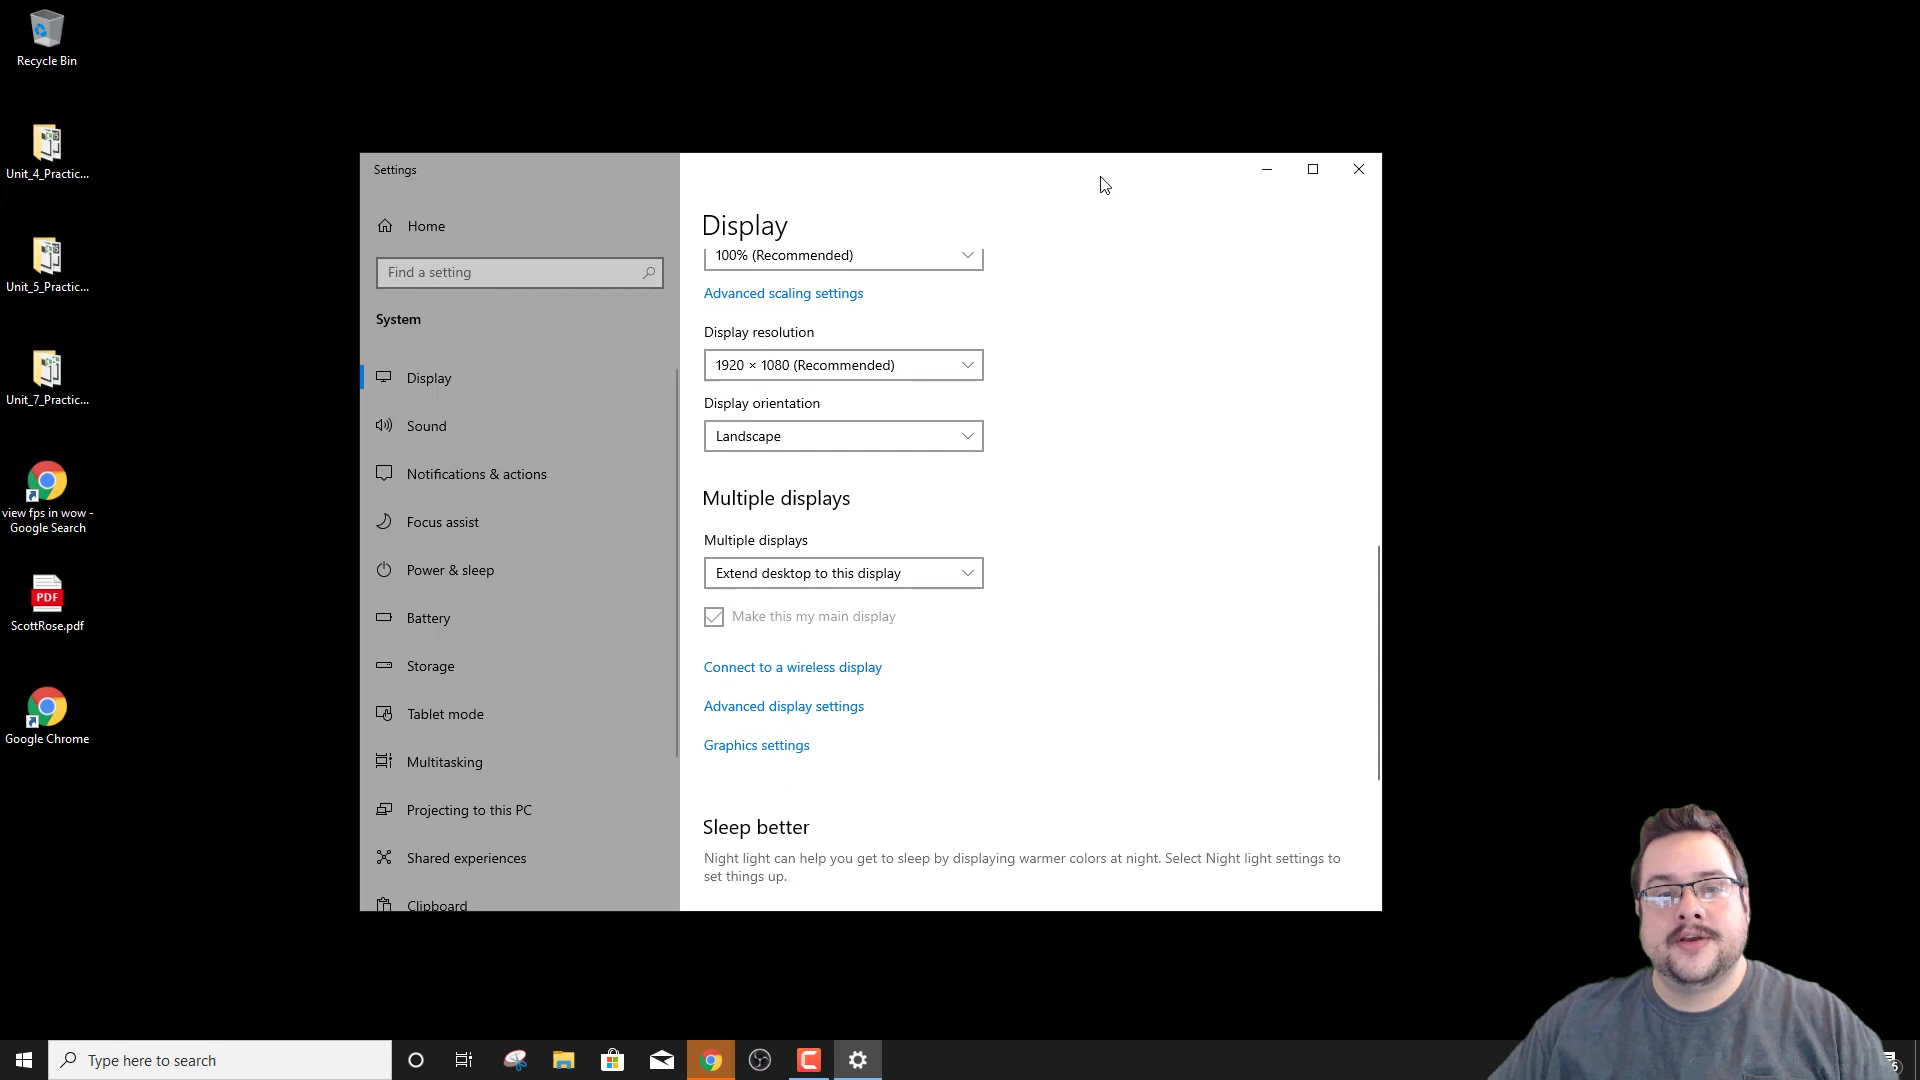 Recycle Bin
Unit_4_Practic...
Unit_5_Practic...
Unit_7_Practic...
view fps in wow -
Google Search
PDF
ScottRose.pdf
Google Chrome
Settings
Home
Find a setting
System
Display
Sound
Notifications & actions
Focus assist
Power & sleep
Battery
Storage
Tablet mode
Multitasking
Projecting to this PC
Shared experiences
Clipboard
Display
100% (Recommended)
Advanced scaling settings
Display resolution
1920 × 1080 (Recommended)
Display orientation
Landscape
Multiple displays
Multiple displays
Extend desktop to this display
Make this my main display
Connect to a wireless display
Advanced display settings
Graphics settings
Sleep better
Night light can help you get to sleep by displaying warmer colors at night. Select Night light settings to
set things up.
Type here to search